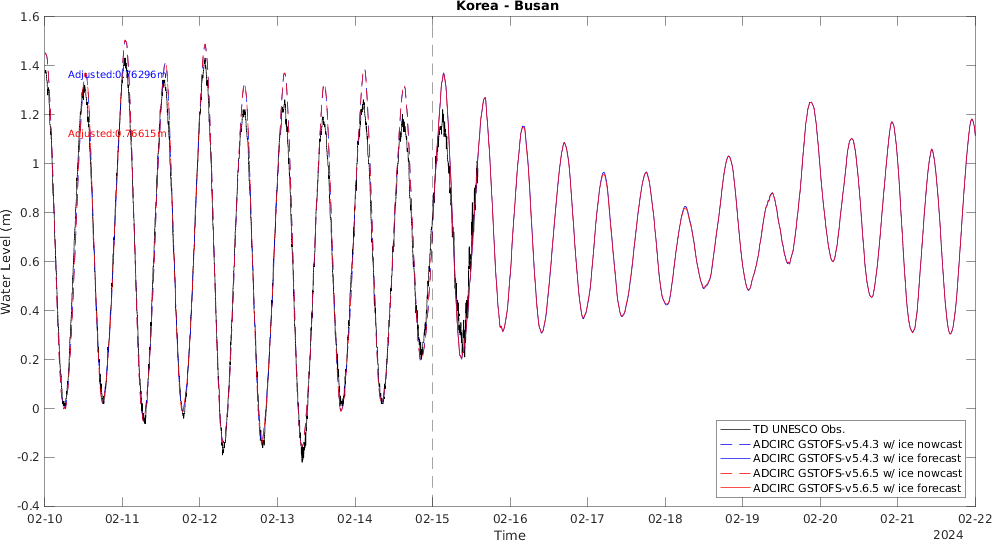 Korea - Busan
1.6
1.4
1.2
1
0.8
0.6
0.4
0.2
0
-0.2
-0.4
Water Level (m)
Adjusted:0.76296m
Adjusted:0.76615m
TD UNESCO Obs.
ADCIRC GSTOFS-v5.4.3 w/ ice nowcast
ADCIRC GSTOFS-v5.4.3 w/ ice forecast
ADCIRC GSTOFS-v5.6.5 w/ ice nowcast
ADCIRC GSTOFS-v5.6.5 w/ ice forecast
02-10 02-11 02-12 02-13 02-14 02-15 02-16 02-17 02-18 02-19 02-20 02-21 02-22
Time
2024